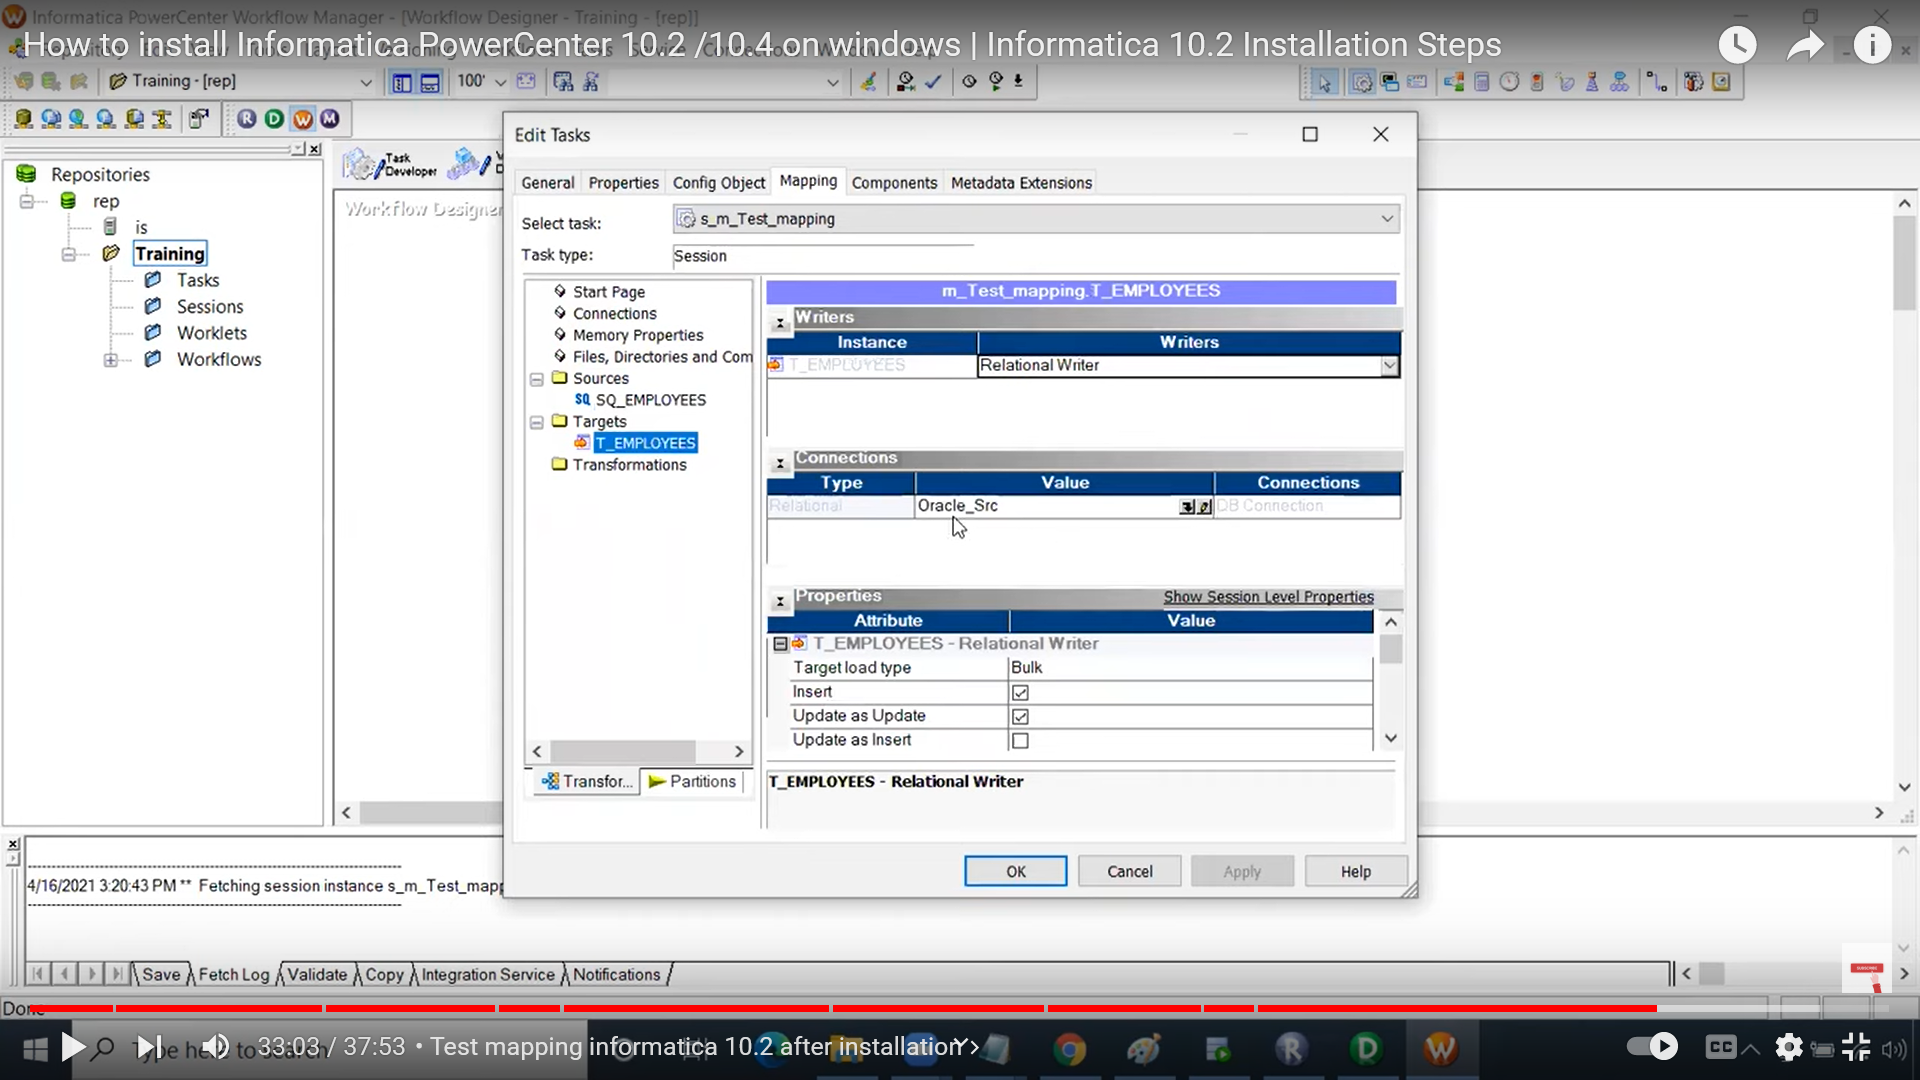 Informatica PowerCenter Workflow Manager - [Workflow Designer - Training - [rep]]
How to install Informatica PowerCenter 10.2 /10.4 on windows | Informatica 10.2 Installation Steps
Training - [rep]
100'
R D W M
Edit Tasks
Task
Developer
Repositories
rep
is
Training
Tasks
Sessions
Worklets
Workflows
Workflow Designer
General
Properties
Config Object
Mapping
Components
Metadata Extensions
Select task:
s_m_Test_mapping
Task type:
Session
Start Page
Connections
Memory Properties
Files, Directories and Com
Sources
SQ SQ_EMPLOYEES
Targets
T_EMPLOYEES
Transformations
Transfor...
Partitions
m_Test_mapping.T_EMPLOYEES
Writers
Instance Writers
T_EMPLOYEES Relational Writer
Connections
Type Value Connections
Relational Oracle_Src DB Connection
Properties Show Session Level Properties
Attribute Value
T_EMPLOYEES - Relational Writer
Target load type Bulk
Insert
Update as Update
Update as Insert
T_EMPLOYEES - Relational Writer
OK
Cancel
Apply
Help
4/16/2021 3:20:43 PM ** Fetching session instance s_m_Test_mapp
Save
Fetch Log
Validate
Copy
Integration Service
Notifications
Done
Type here to search
33:03 / 37:53 • Test mapping informatica 10.2 after installation
CC
R
D
W